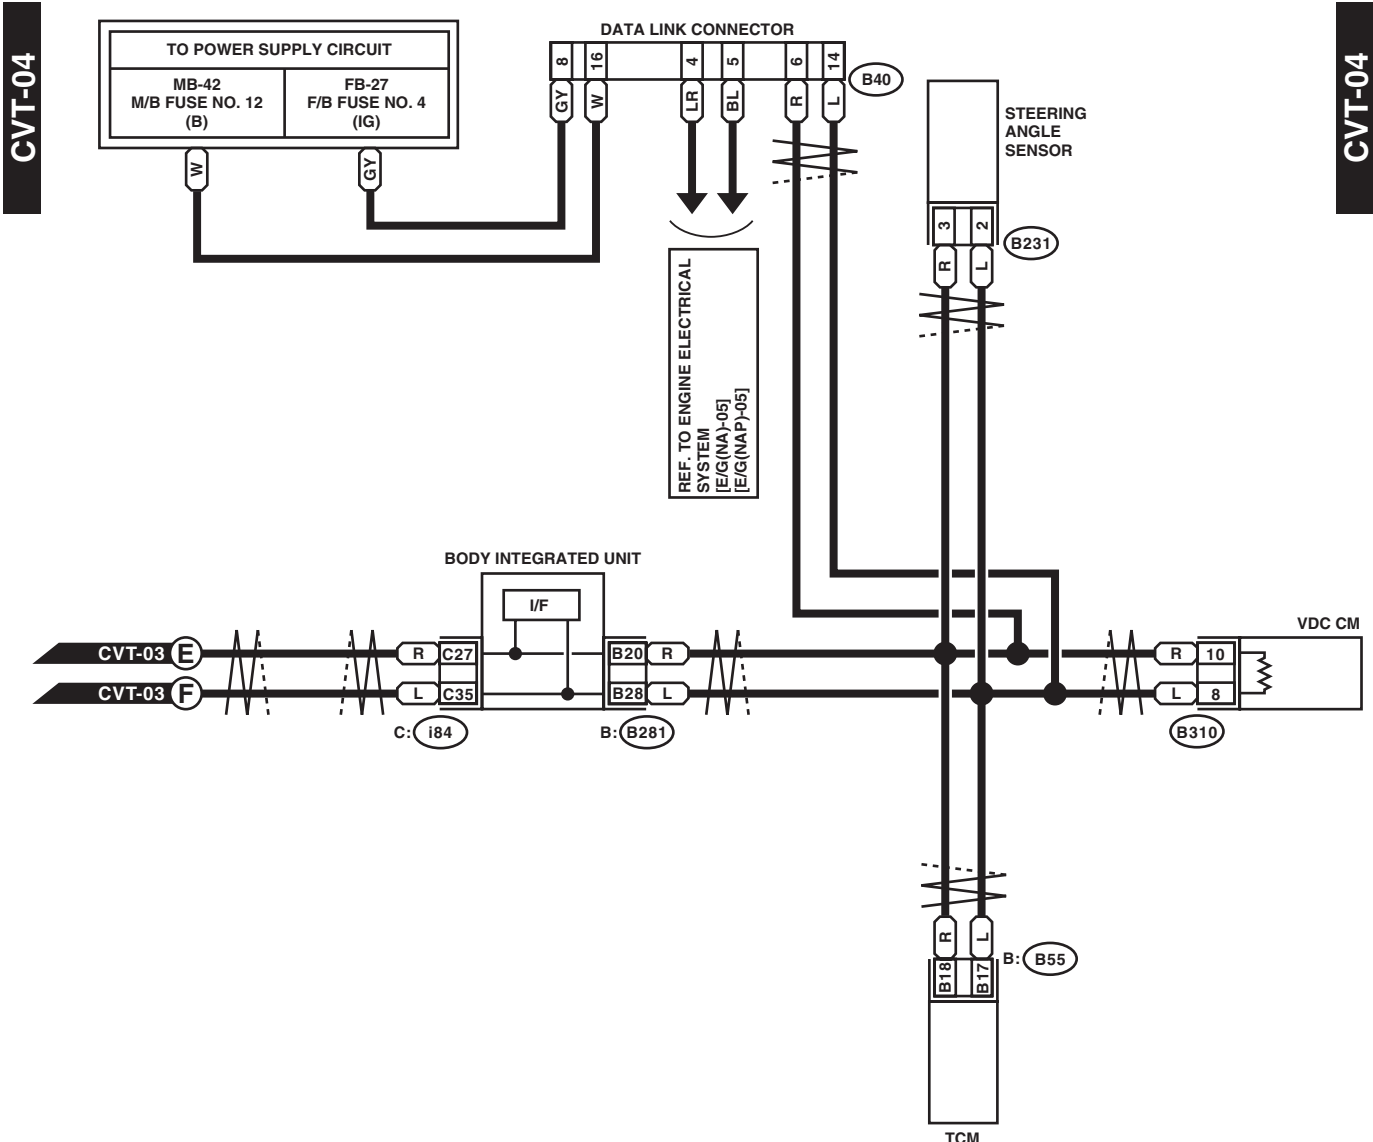 CVT-04
CVT-04
TO POWER SUPPLY CIRCUIT
MB-42
M/B FUSE NO. 12
(B)
FB-27
F/B FUSE NO. 4
(IG)
W
GY
DATA LINK CONNECTOR
8
16
4
5
6
14
B40
GY
W
LR
BL
R
L
STEERING
ANGLE
SENSOR
3
2
B231
R
L
REF. TO ENGINE ELECTRICAL
SYSTEM
[E/G(NA)-05]
[E/G(NAP)-05]
BODY INTEGRATED UNIT
I/F
VDC CM
CVT-03 E
R
C27
B20
R
R
10
CVT-03 F
L
C35
B28
L
L
8
C: i84
B: B281
B310
R
L
B18
B17
B: B55
TCM